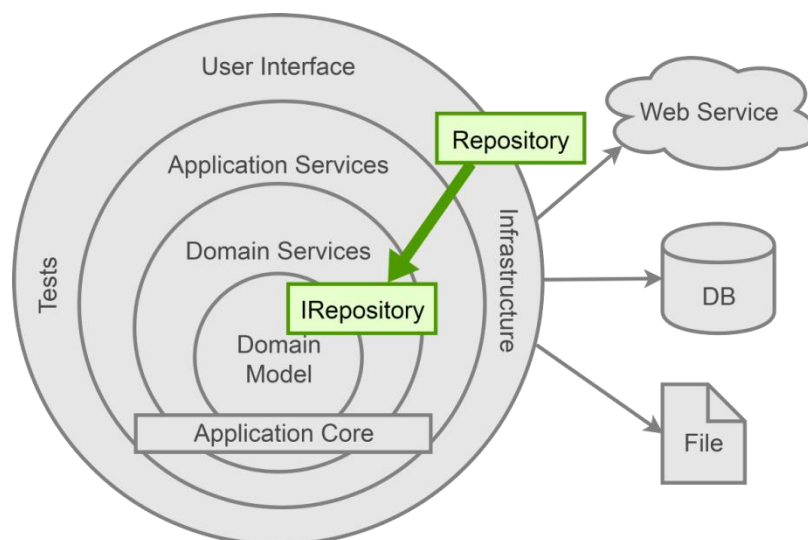 User Interface
Web Service
Repository
Application Services
Infrastructure
Tests
Domain Services
DB
IRepository
Domain
Model
Application Core
File